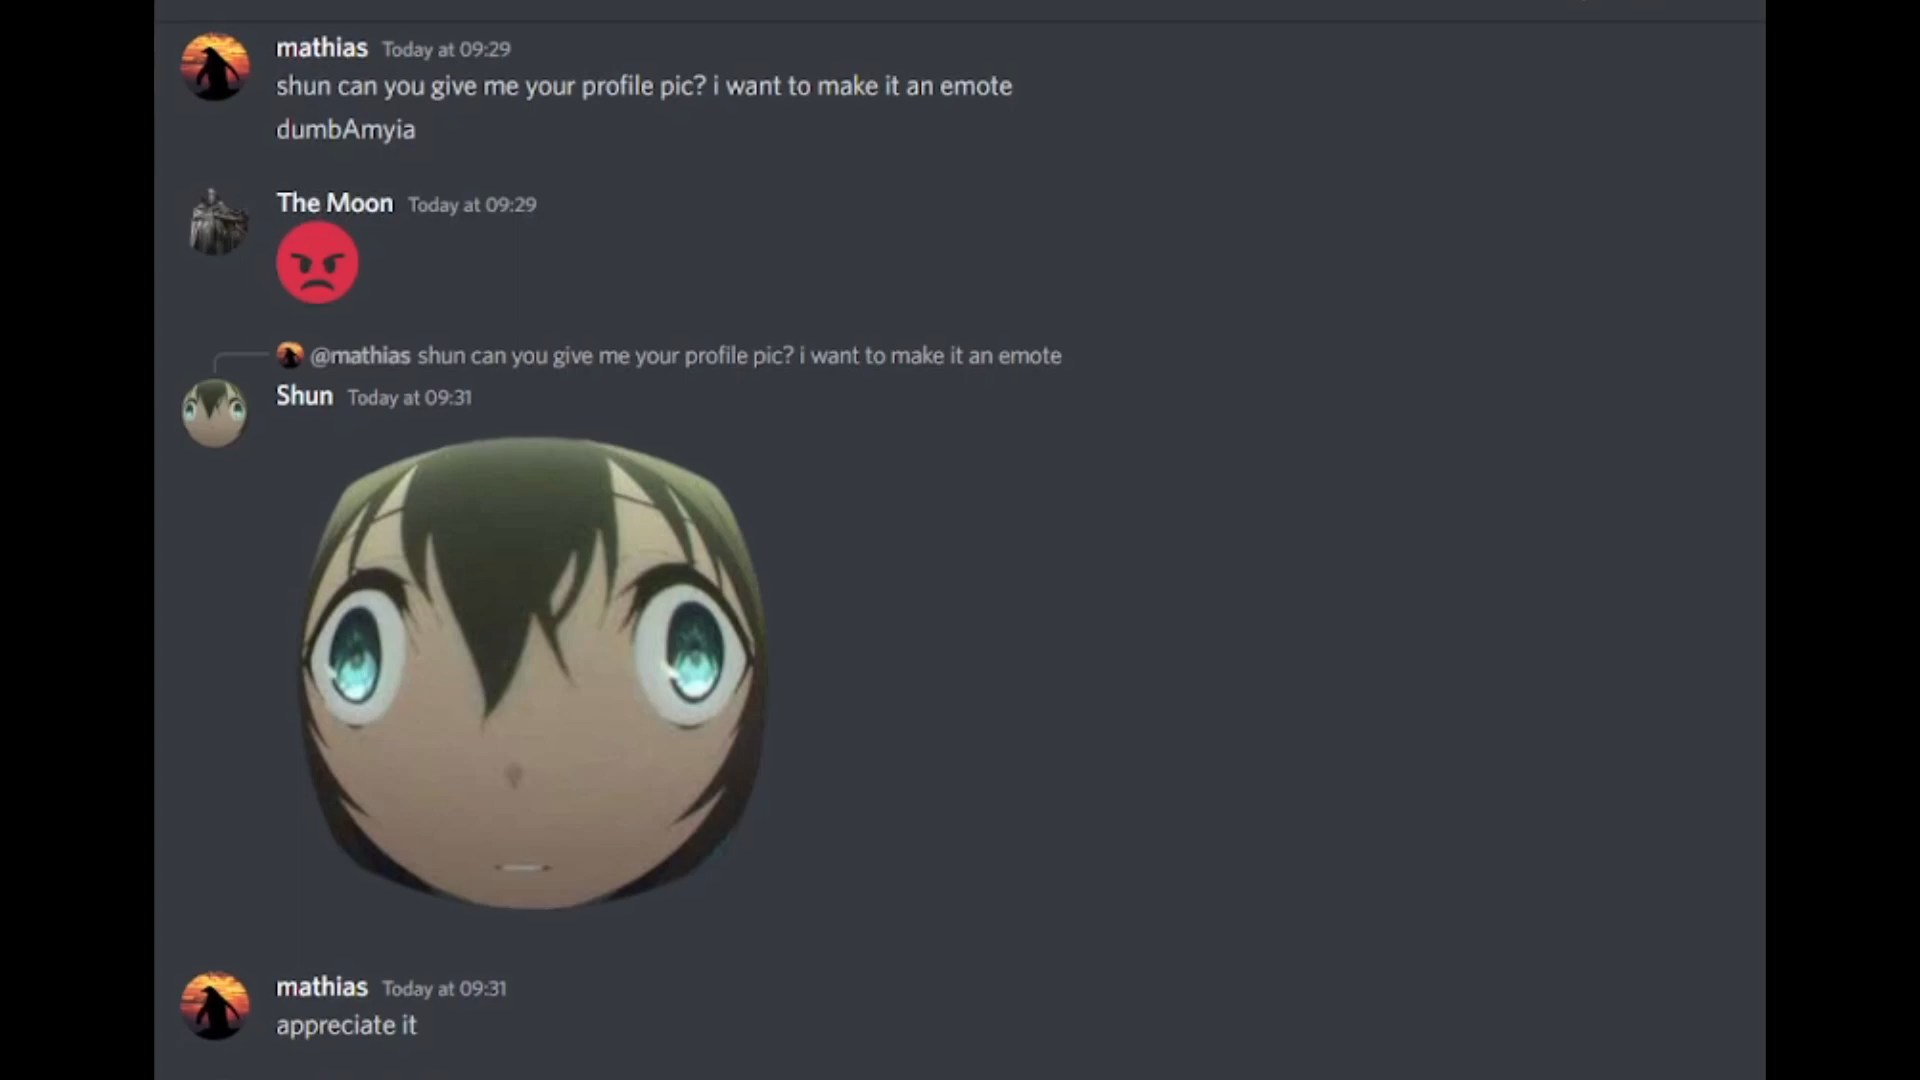 mathias Today at 09:29
shun can you give me your profile pic? i want to make it an emote
dumbAmyia
The Moon Today at 09:29
@mathias shun can you give me your profile pic? i want to make it an emote
Shun Today at 09:31
mathias Today at 09:31
appreciate it